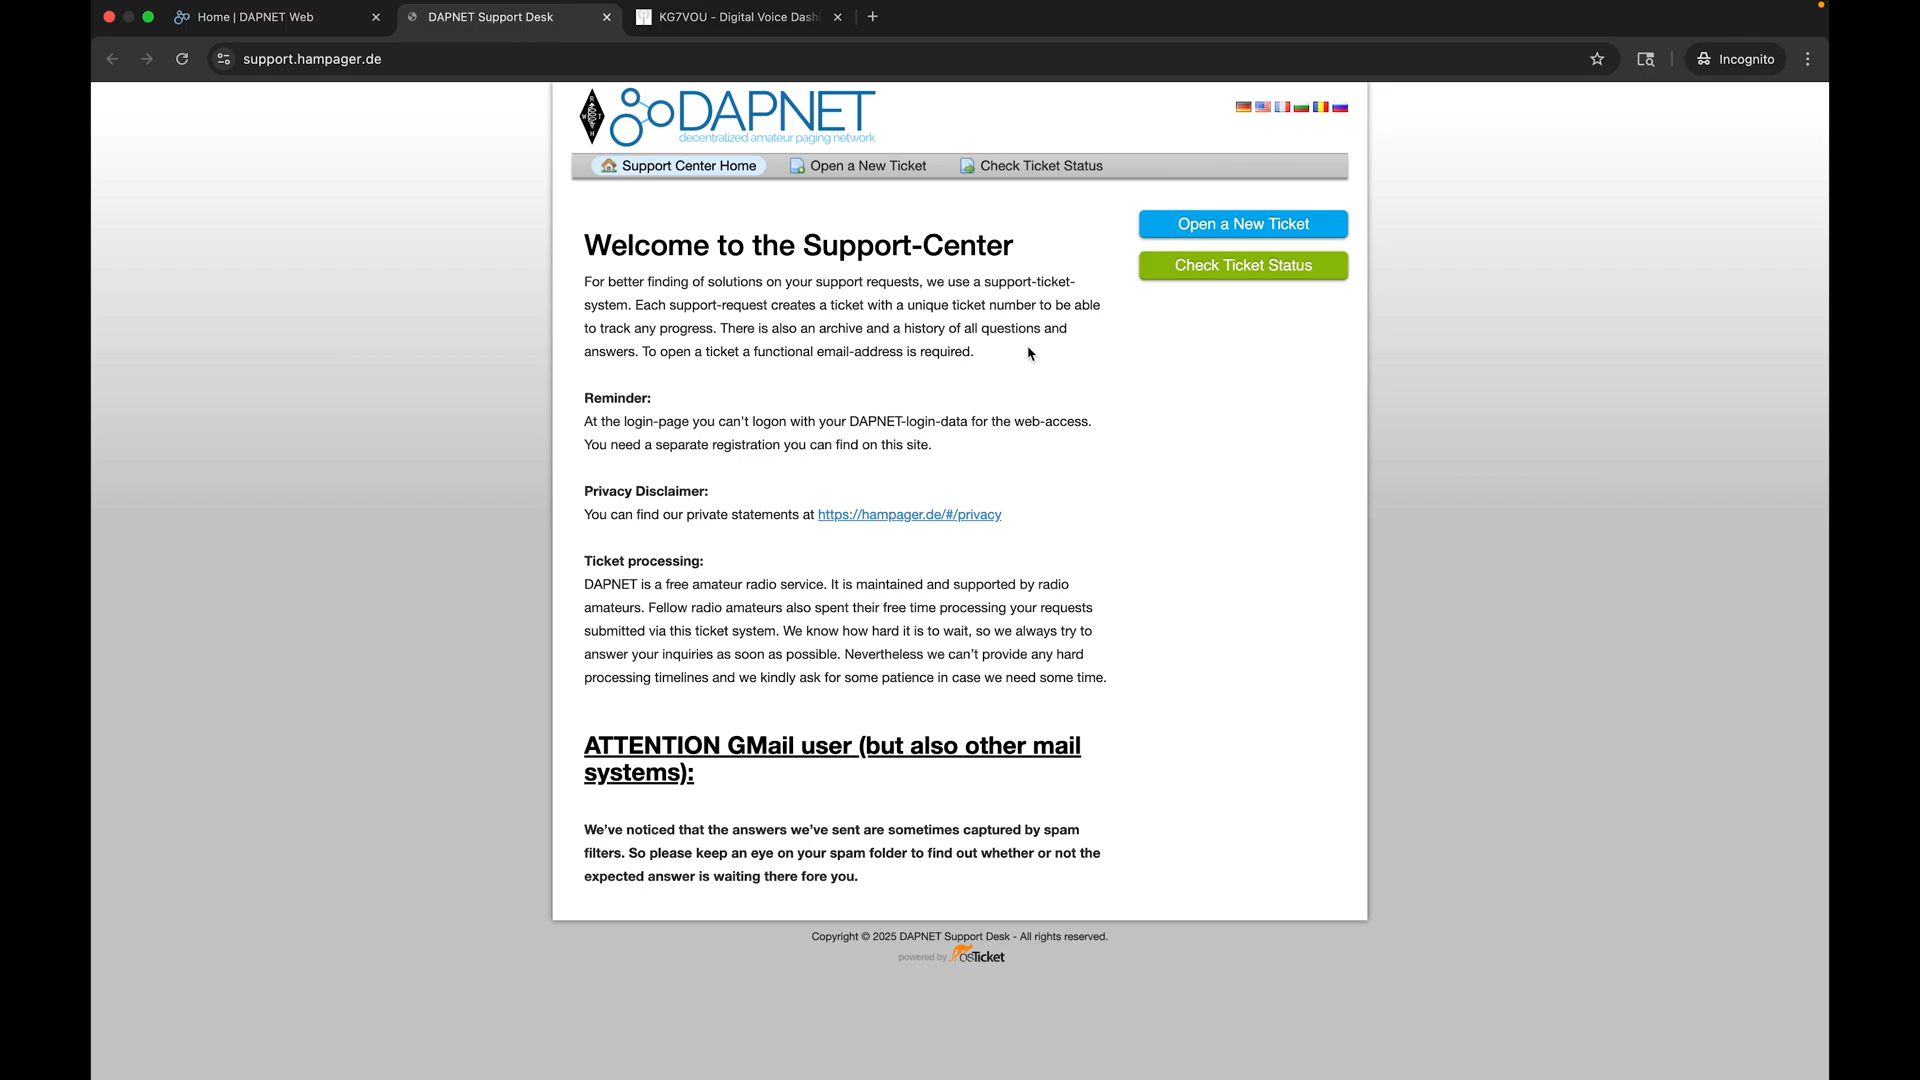 Home | DAPNET Web
DAPNET Support Desk
KG7VOU - Digital Voice Dash
support.hampager.de
Incognito
DAPNET
decentralized amateur paging network
Support Center Home
Open a New Ticket
Check Ticket Status
Open a New Ticket
Check Ticket Status
Welcome to the Support-Center
For better finding of solutions on your support requests, we use a support-ticket-
system. Each support-request creates a ticket with a unique ticket number to be able
to track any progress. There is also an archive and a history of all questions and
answers. To open a ticket a functional email-address is required.
Reminder:
At the login-page you can't logon with your DAPNET-login-data for the web-access.
You need a separate registration you can find on this site.
Privacy Disclaimer:
You can find our private statements at https://hampager.de/#/privacy
Ticket processing:
DAPNET is a free amateur radio service. It is maintained and supported by radio
amateurs. Fellow radio amateurs also spent their free time processing your requests
submitted via this ticket system. We know how hard it is to wait, so we always try to
answer your inquiries as soon as possible. Nevertheless we can't provide any hard
processing timelines and we kindly ask for some patience in case we need some time.
ATTENTION GMail user (but also other mail
systems):
We've noticed that the answers we've sent are sometimes captured by spam
filters. So please keep an eye on your spam folder to find out whether or not the
expected answer is waiting there fore you.
Copyright © 2025 DAPNET Support Desk - All rights reserved.
powered by osTicket